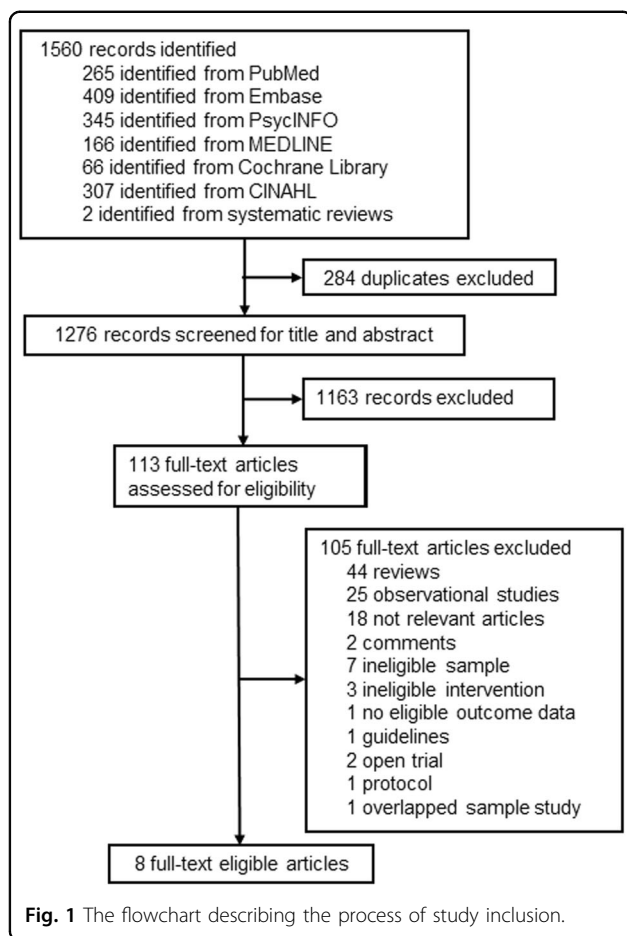 1560 records identified
265 identified from PubMed
409 identified from Embase
345 identified from PsycINFO
166 identified from MEDLINE
66 identified from Cochrane Library
307 identified from CINAHL
2 identified from systematic reviews
284 duplicates excluded
1276 records screened for title and abstract
1163 records excluded
113 full-text articles
assessed for eligibility
105 full-text articles excluded
44 reviews
25 observational studies
18 not relevant articles
2 comments
7 ineligible sample
3 ineligible intervention
1 no eligible outcome data
1 guidelines
2 open trial
1 protocol
1 overlapped sample study
8 full-text eligible articles
Fig. 1 The flowchart describing the process of study inclusion.